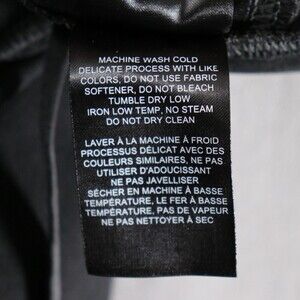 MACHINE WASH COLD
DELICATE PROCESS WITH LIKE
COLORS, DO NOT USE FABRIC
SOFTENER, DO NOT BLEACH
TUMBLE DRY LOW
IRON LOW TEMP, NO STEAM
DO NOT DRY CLEAN
LAVER À LA MACHINE À FROID
PROCESSUS DÉLICAT AVEC DES
COULEURS SIMILAIRES, NE PAS
UTILISER D'ADOUCISSANT
NE PAS JAVELLISER
SÉCHER EN MACHINE À BASSE
TEMPÉRATURE, LE FER À BASSE
TEMPÉRATURE, PAS DE VAPEUR
NE PAS NETTOYER À SEC